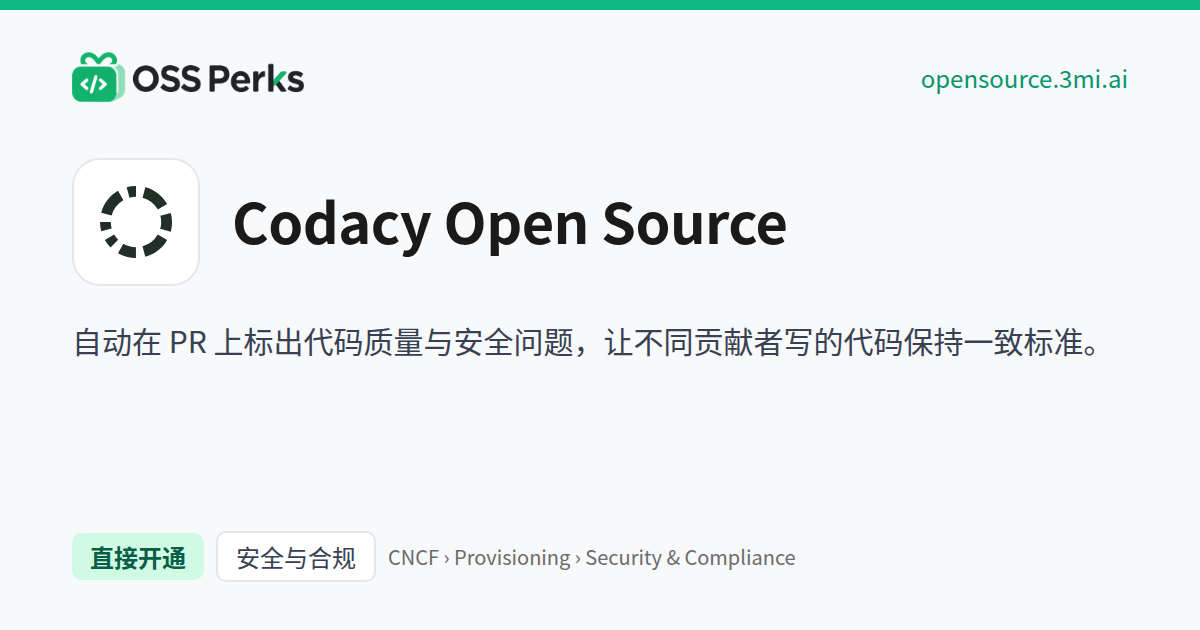 OSS Perks
opensource.3mi.ai
Codacy Open Source
自动在 PR 上标出代码质量与安全问题，让不同贡献者写的代码保持一致标准。
直接开通
安全与合规
CNCF › Provisioning › Security & Compliance